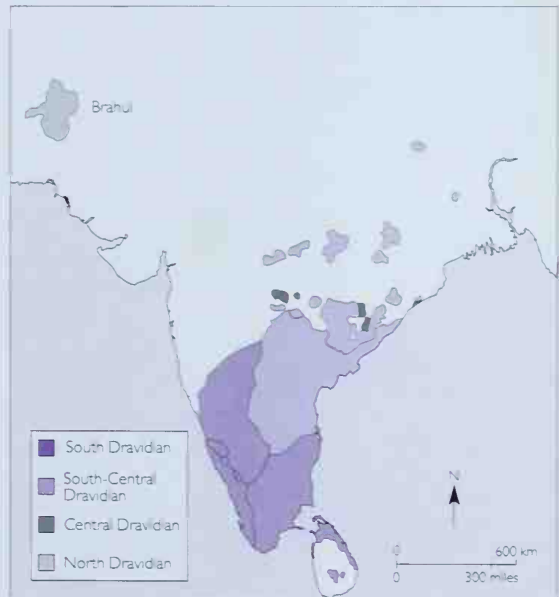 Brahui
South Dravidian
South-Central
Dravidian
Central Dravidian
North Dravidian
N
0 600 km
0 300 miles